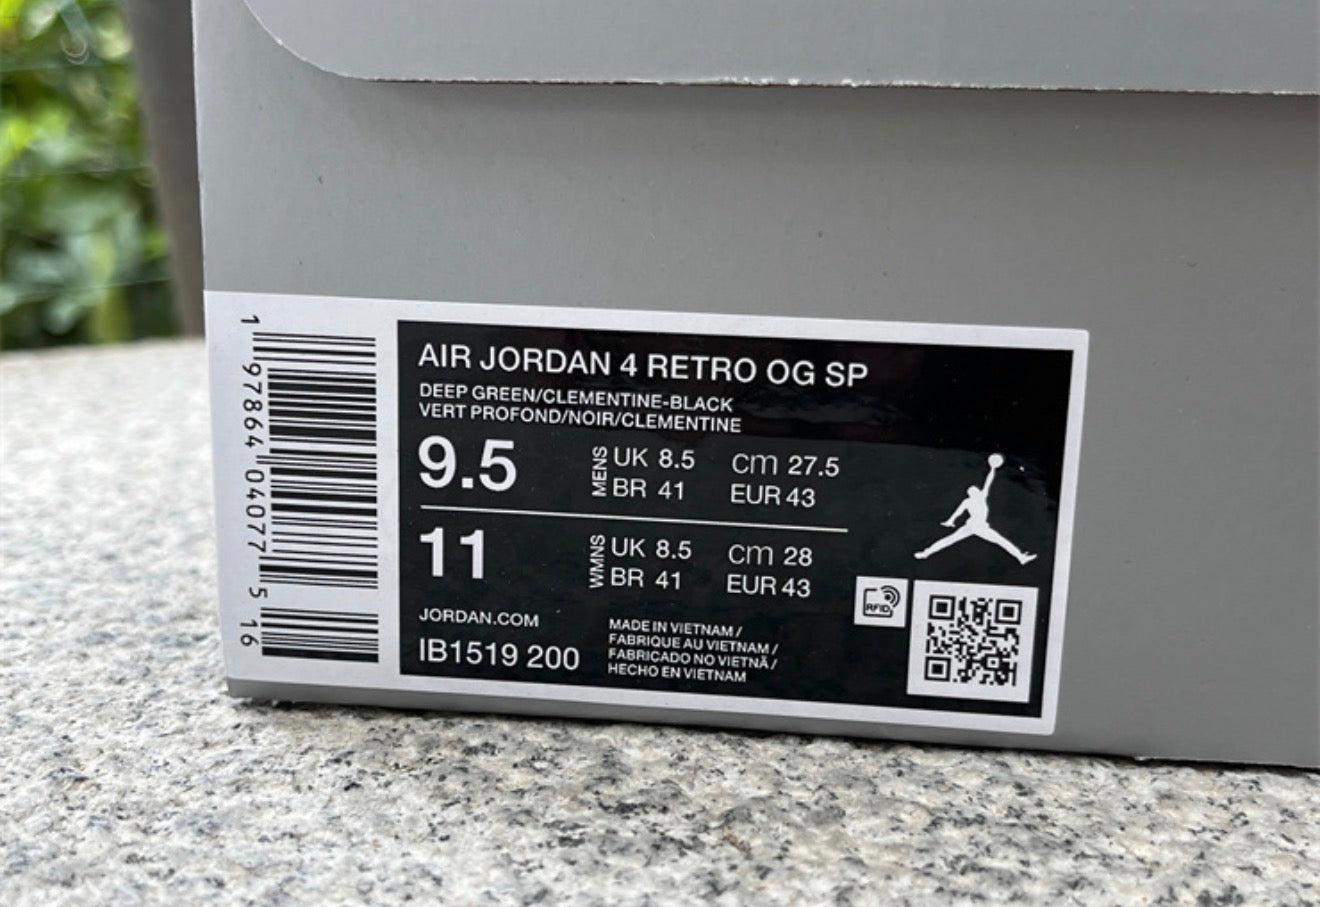 1 97864 04077 5 16
AIR JORDAN 4 RETRO OG SP
DEEP GREEN/CLEMENTINE-BLACK
VERT PROFOND/NOIR/CLEMENTINE
9.5 MENS UK 8.5 cm 27.5
BR 41 EUR 43
11 WMNS UK 8.5 cm 28
BR 41 EUR 43
JORDAN.COM
IB1519 200
MADE IN VIETNAM /
FABRIQUE AU VIETNAM /
FABRICADO NO VIETNÃ /
HECHO EN VIETNAM
RFID